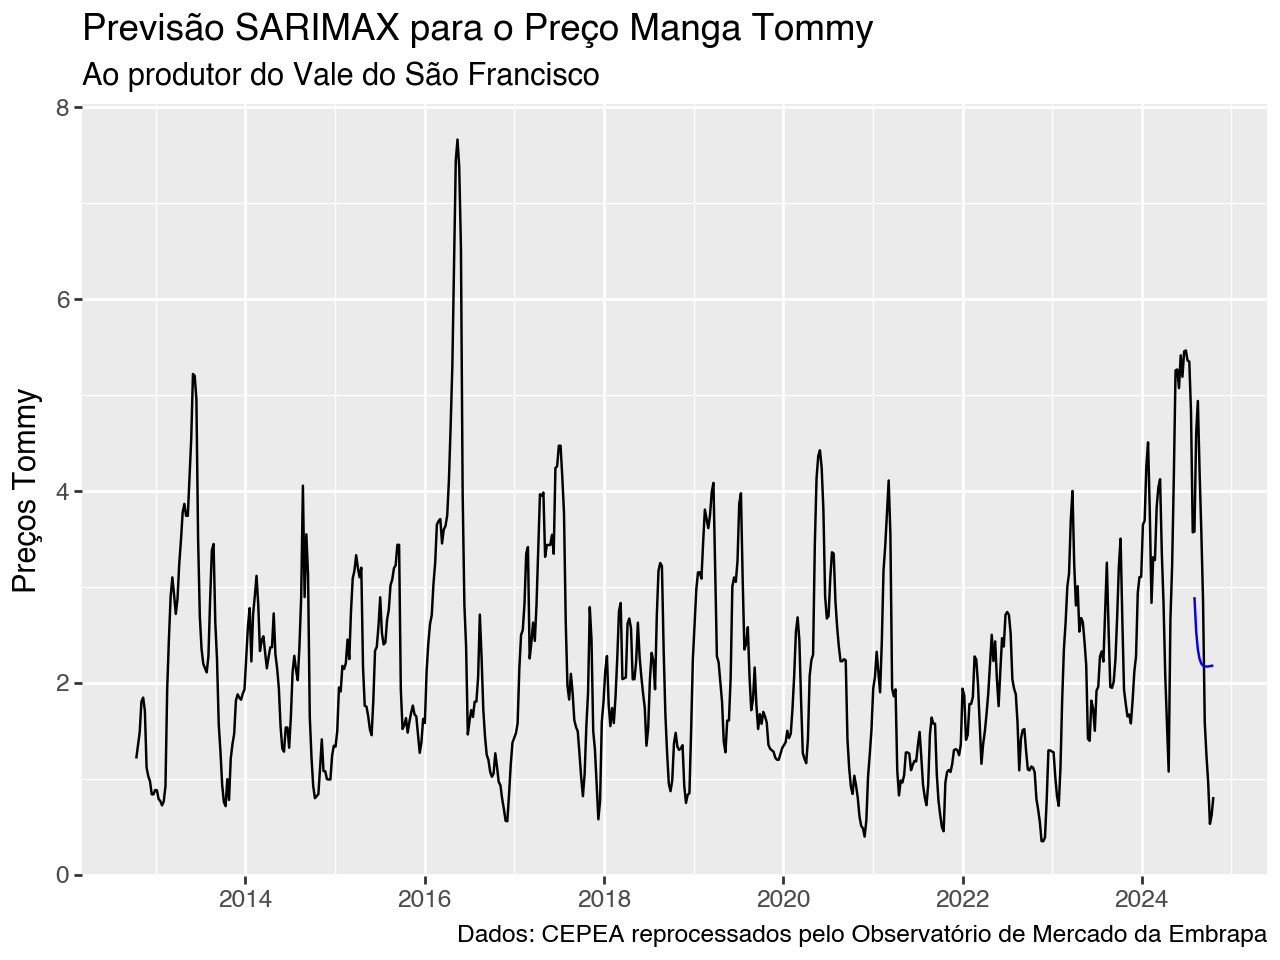 Previsão SARIMAX para o Preço Manga Tommy
Ao produtor do Vale do São Francisco
Preços Tommy
8
6
4
2
0
2014 2016 2018 2020 2022 2024
Dados: CEPEA reprocessados pelo Observatório de Mercado da Embrapa